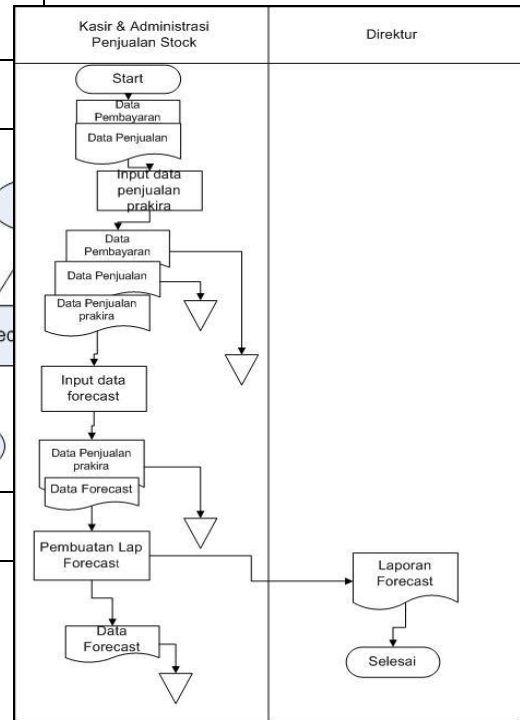 Kasir & Administrasi
Penjualan Stock
Direktur
Start
Data
Pembayaran
Data Penjualan
Input data
penjualan
prakira
Data
Pembayaran
Data Penjualan
Data Penjualan
prakira
Input data
forecast
Data Penjualan
prakira
Data Forecast
Pembuatan Lap
Forecast
Laporan
Forecast
Data
Forecast
Selesai